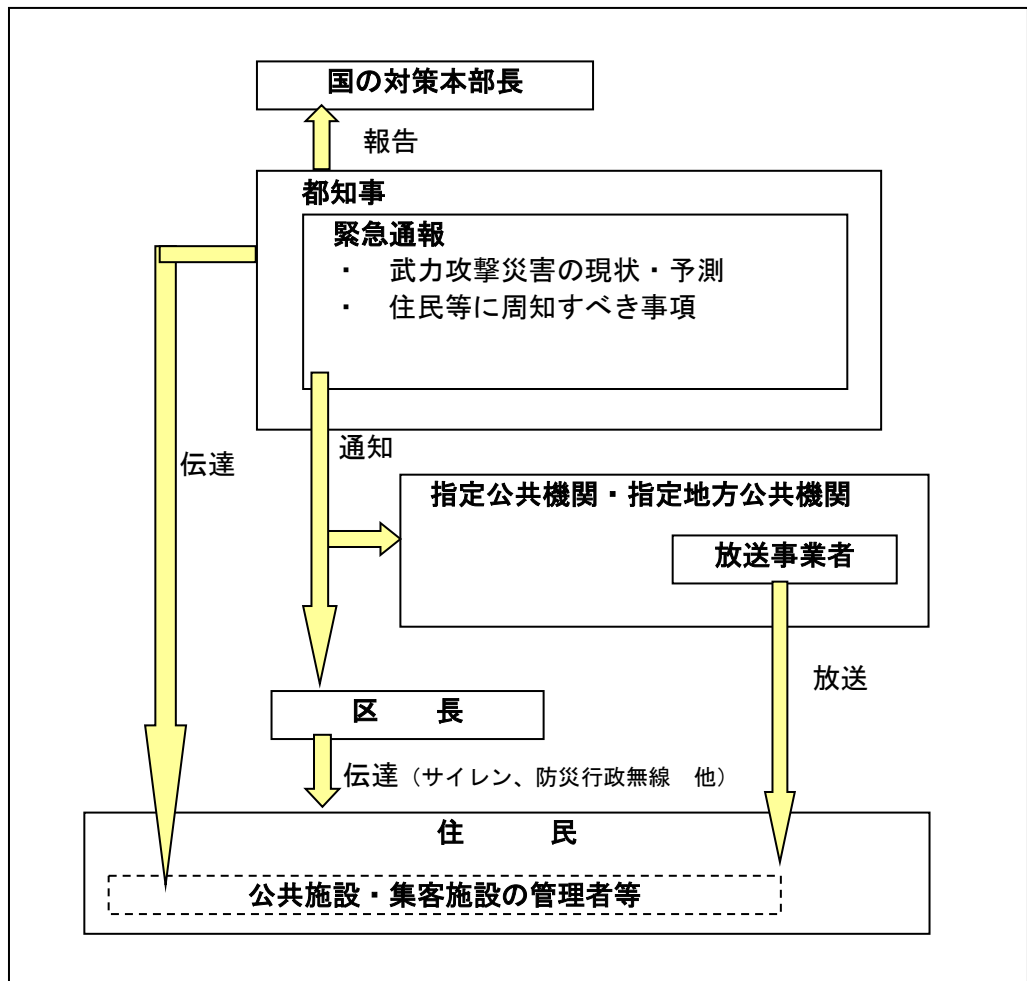 国の対策本部長
報告
都知事
緊急通報
・ 武力攻撃災害の現状・予測
・ 住民等に周知すべき事項
伝達
通知
指定公共機関・指定地方公共機関
放送事業者
放送
区　　長
伝達（サイレン、防災行政無線　他）
住　　　民
公共施設・集客施設の管理者等